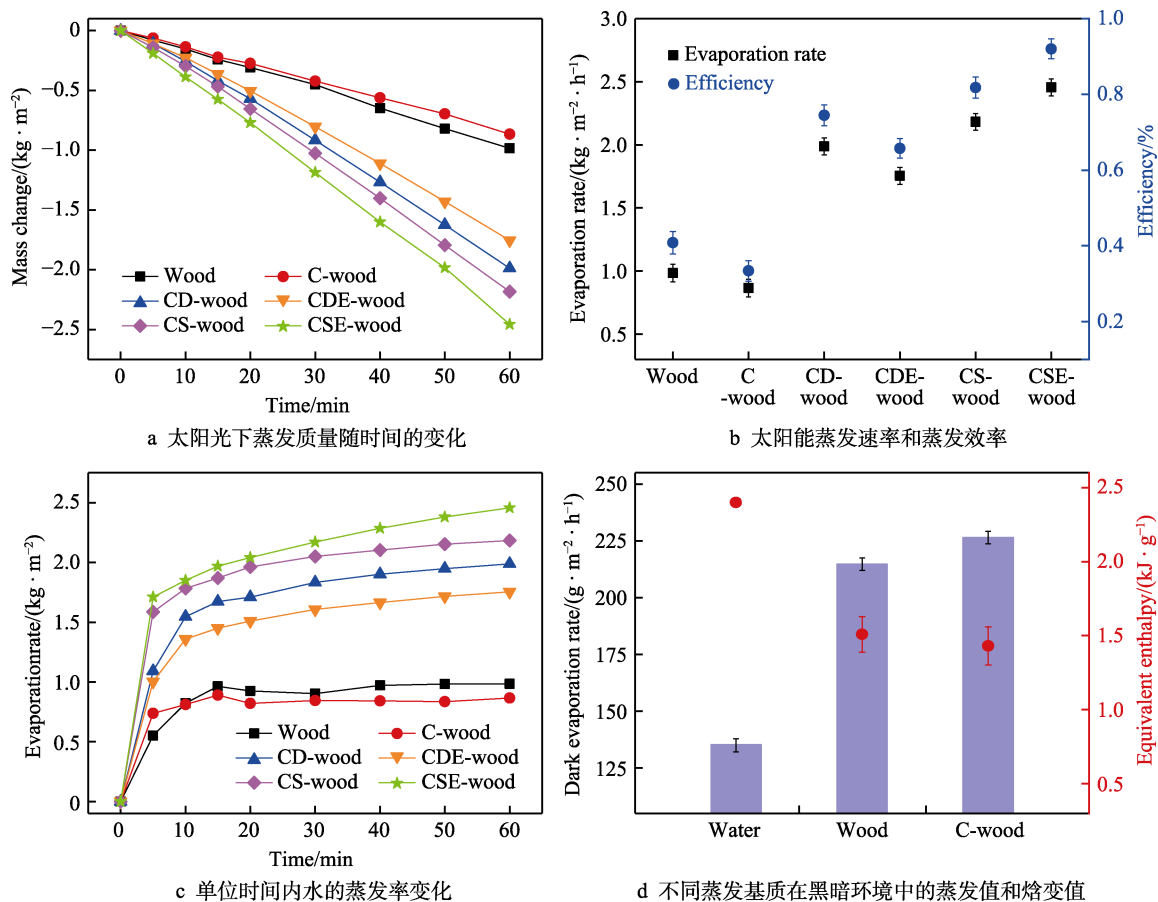 0
−0.5
−1.0
−1.5
−2.0
−2.5
Mass change/(kg · m⁻²)
Wood
C-wood
CD-wood
CDE-wood
CS-wood
CSE-wood
0 10 20 30 40 50 60
Time/min
a 太阳光下蒸发质量随时间的变化
3.0
2.5
2.0
1.5
1.0
0.5
Evaporation rate/(kg · m⁻² · h⁻¹)
Evaporation rate
Efficiency
1.0
0.8
0.6
0.4
0.2
Efficiency/%
Wood C CD- CDE- CS- CSE-
-wood wood wood wood wood
b 太阳能蒸发速率和蒸发效率
2.5
2.0
1.5
1.0
0.5
0
Evaporationrate/(kg · m⁻²)
Wood
C-wood
CD-wood
CDE-wood
CS-wood
CSE-wood
0 10 20 30 40 50 60
Time/min
c 单位时间内水的蒸发率变化
250
225
200
175
150
125
Dark evaporation rate/(g · m⁻² · h⁻¹)
2.5
2.0
1.5
1.0
0.5
Equivalent enthalpy/(kJ · g⁻¹)
Water Wood C-wood
d 不同蒸发基质在黑暗环境中的蒸发值和焓变值